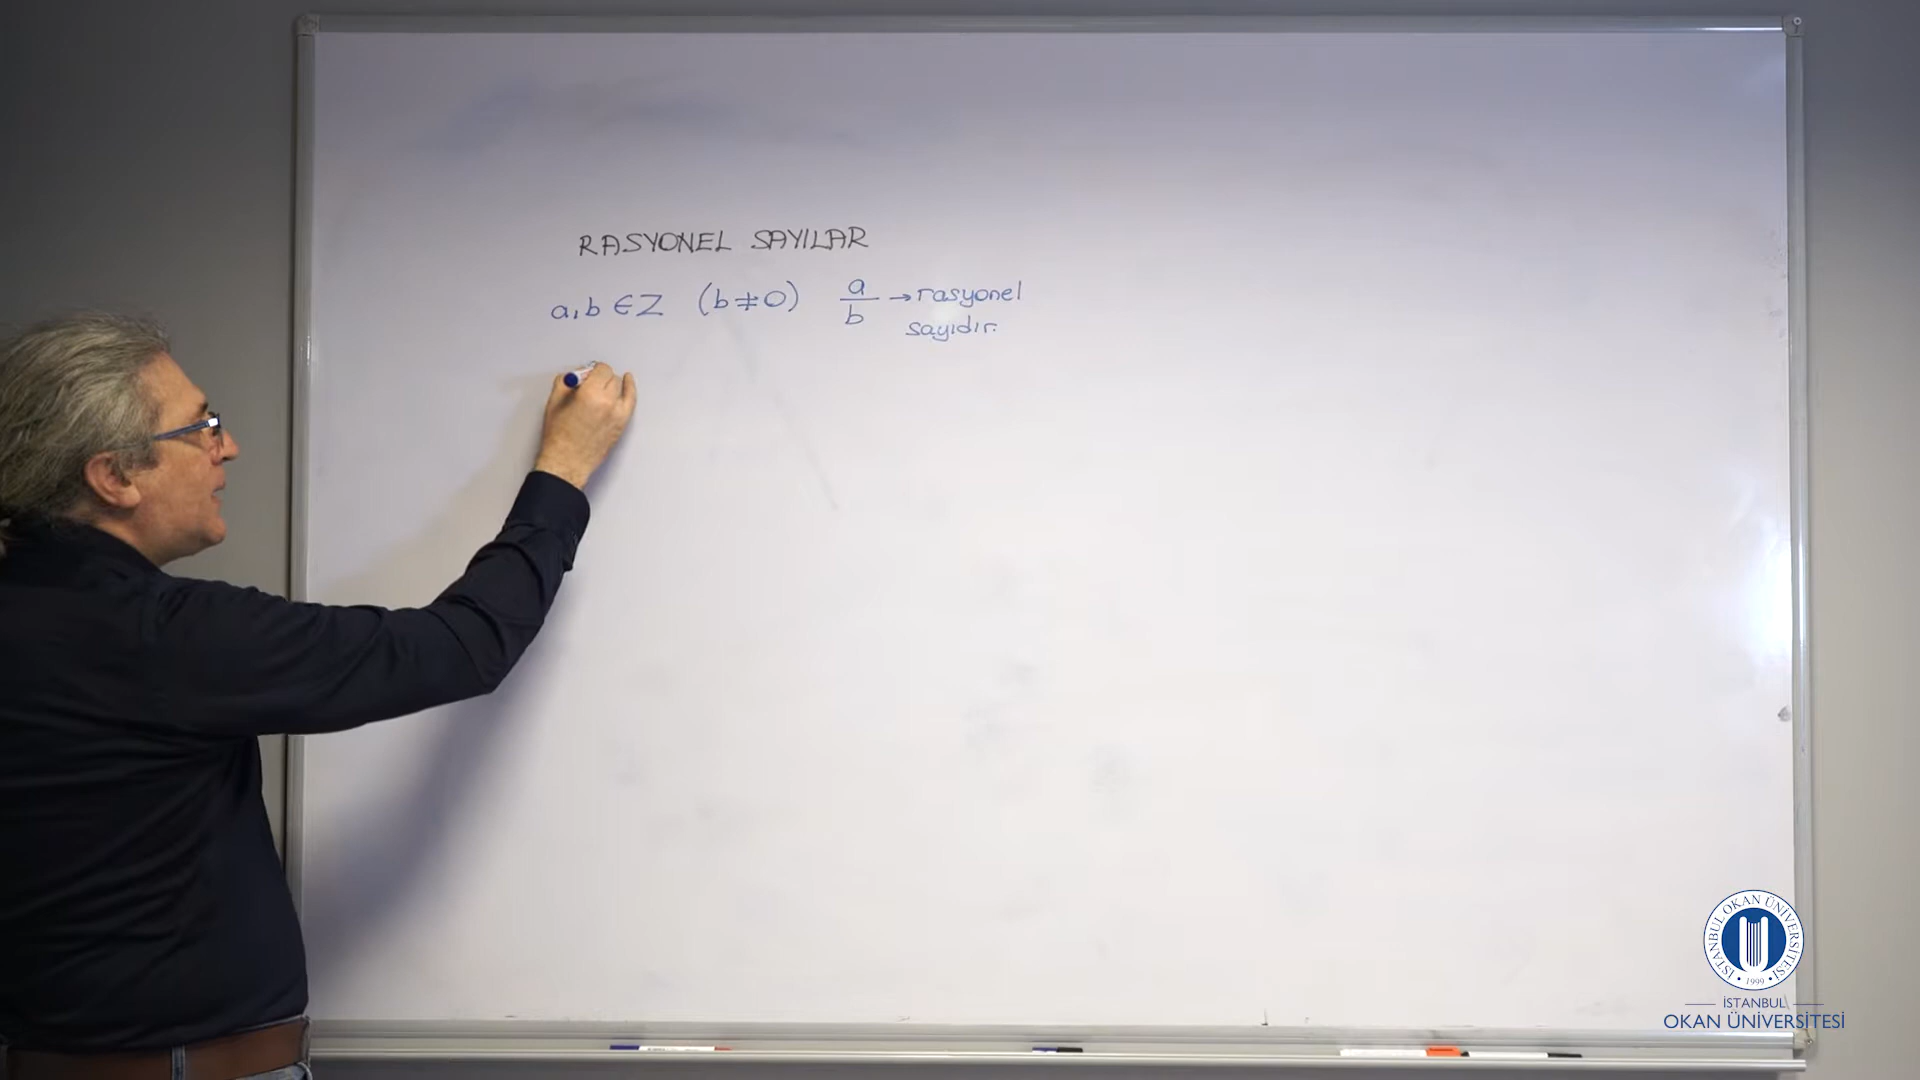 RASYONEL SAYILAR
a, b ∈ Z (b ≠ 0) a/b → rasyonel
sayıdır.
İSTANBUL OKAN ÜNİVERSİTESİ
• 1999 •
İSTANBUL
OKAN ÜNİVERSİTESİ